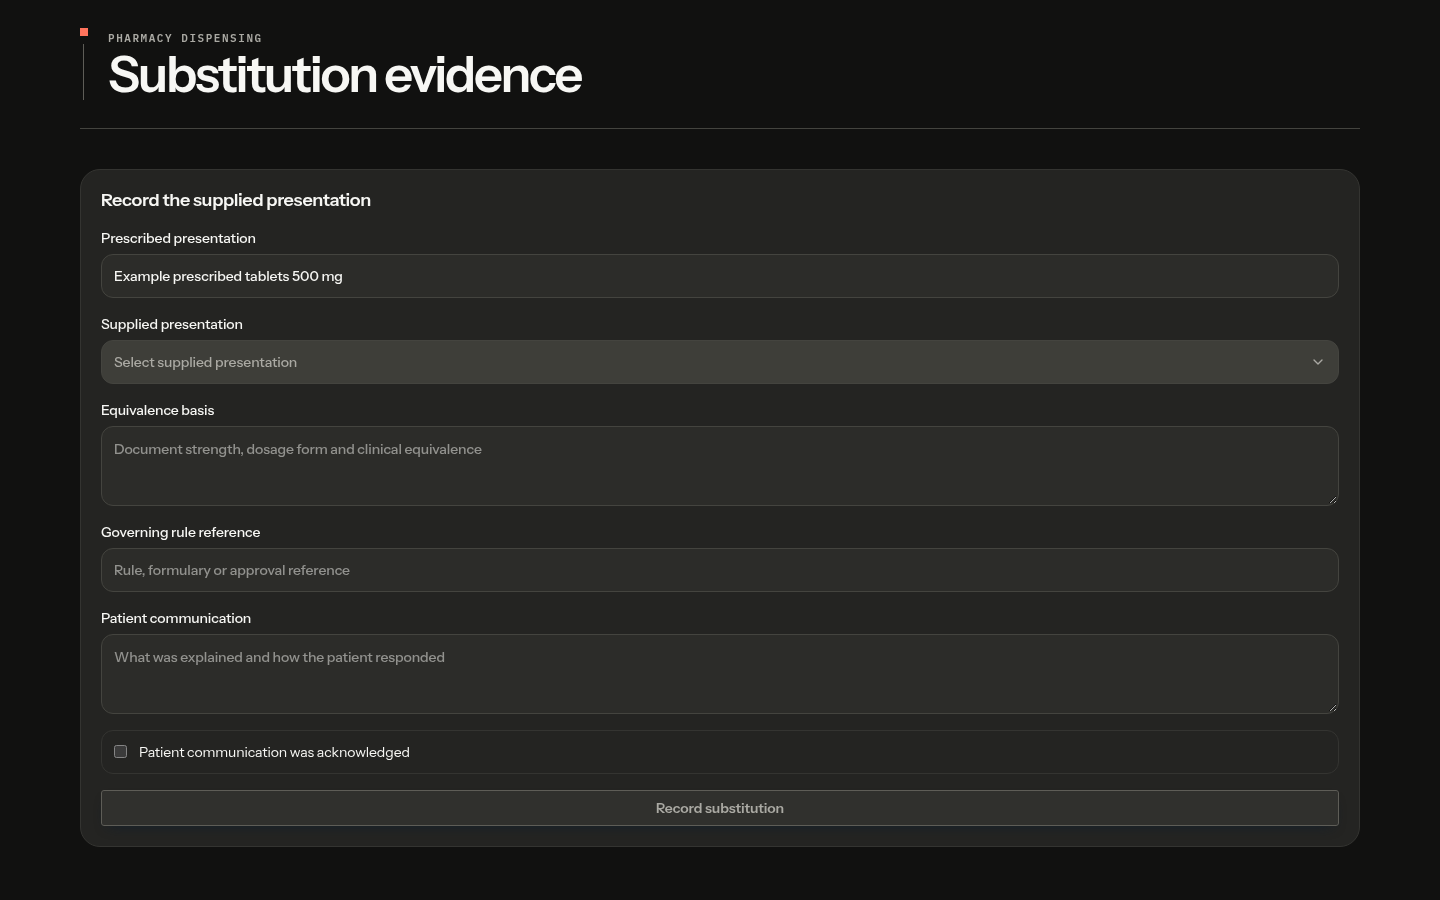 PHARMACY DISPENSING
Substitution evidence
Record the supplied presentation
Prescribed presentation
Example prescribed tablets 500 mg
Supplied presentation
Select supplied presentation
Equivalence basis
Document strength, dosage form and clinical equivalence
Governing rule reference
Rule, formulary or approval reference
Patient communication
What was explained and how the patient responded
Patient communication was acknowledged
Record substitution